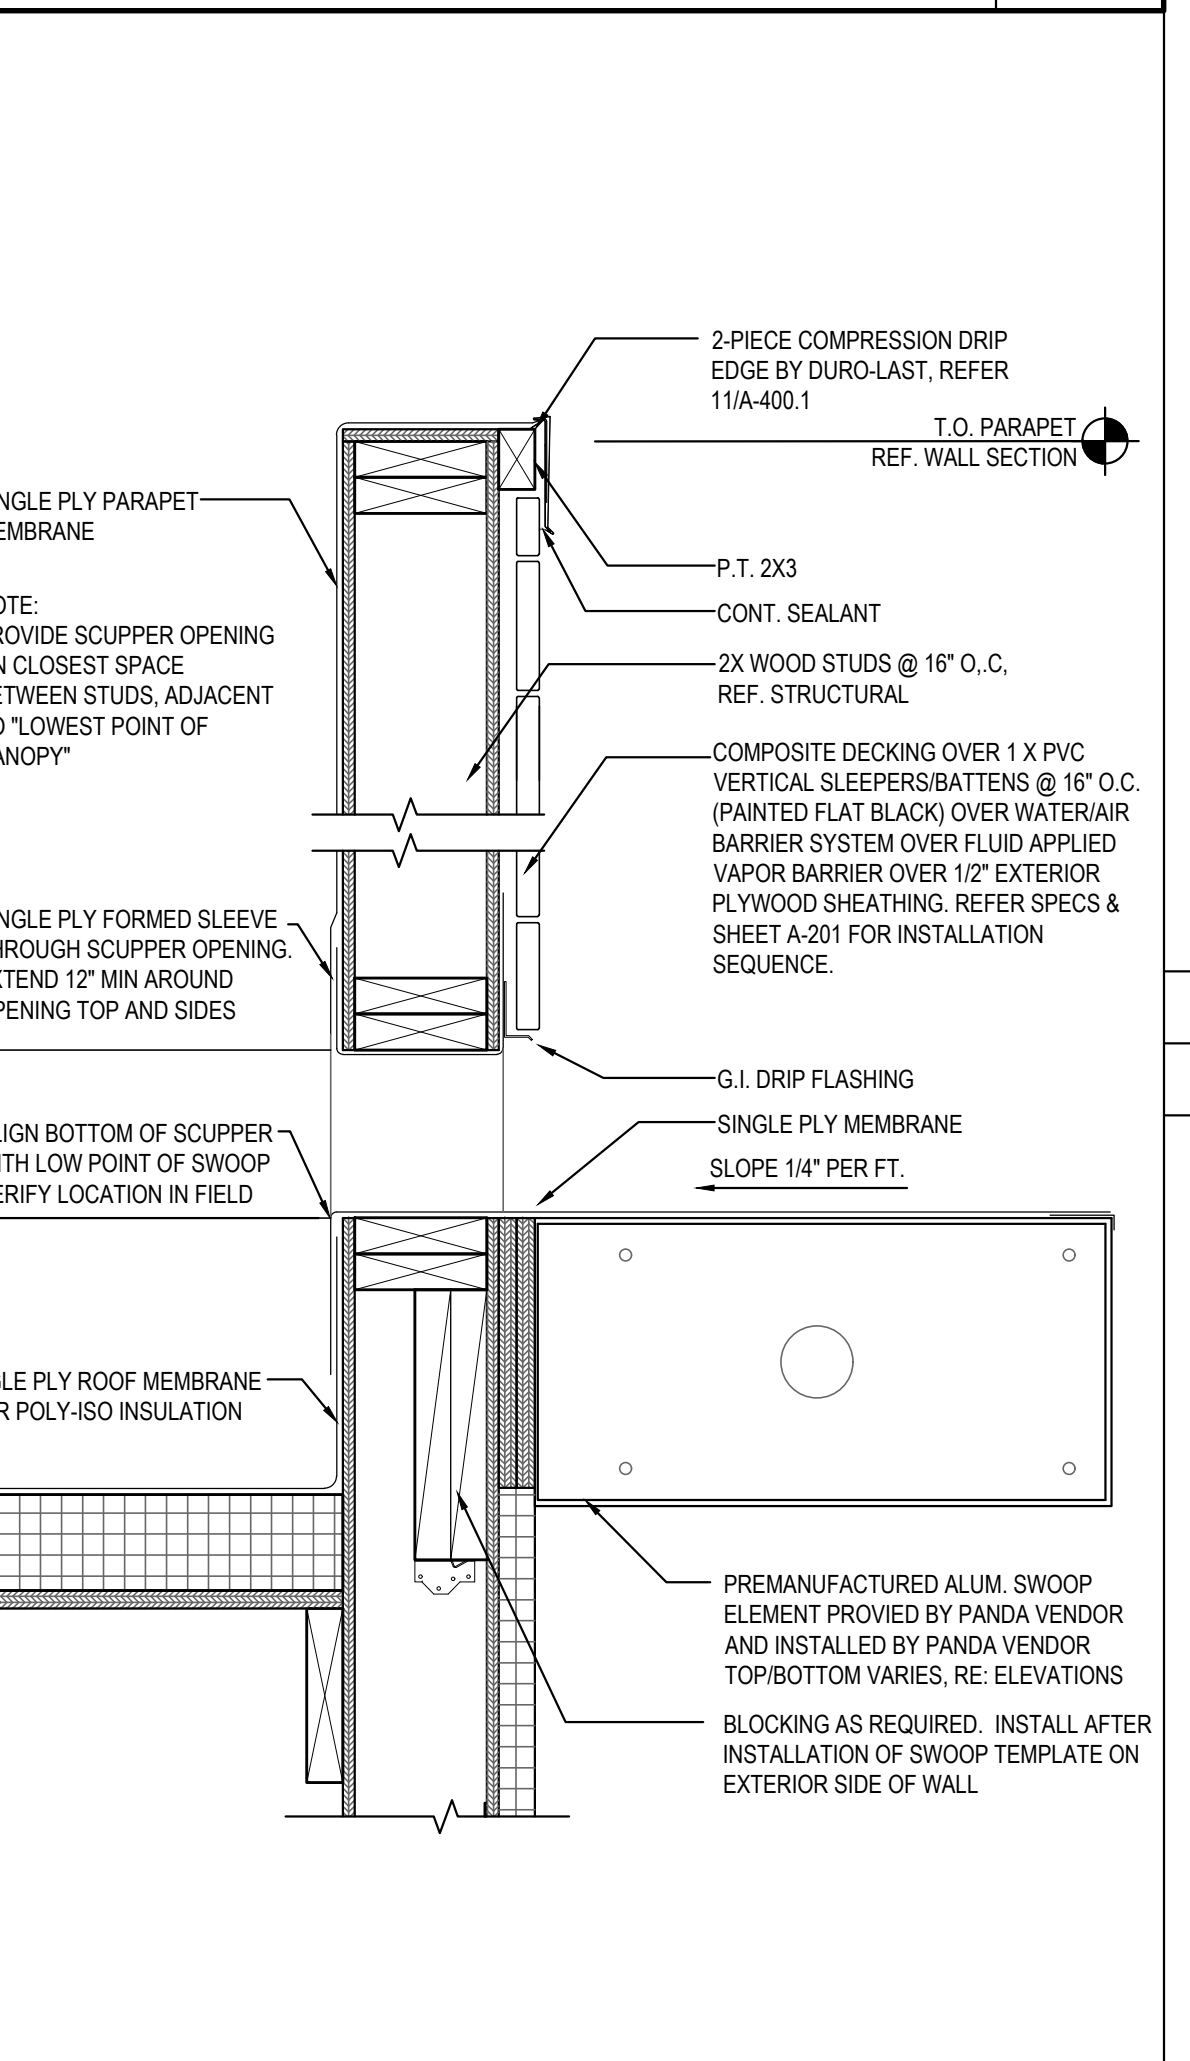 2-PIECE COMPRESSION DRIP
EDGE BY DURO-LAST, REFER
11/A-400.1
T.O. PARAPET
REF. WALL SECTION
NGLE PLY PARAPET
EMBRANE
P.T. 2X3
OTE:
ROVIDE SCUPPER OPENING
N CLOSEST SPACE
ETWEEN STUDS, ADJACENT
O "LOWEST POINT OF
ANOPY"
CONT. SEALANT
2X WOOD STUDS @ 16" O,.C,
REF. STRUCTURAL
COMPOSITE DECKING OVER 1 X PVC
VERTICAL SLEEPERS/BATTENS @ 16" O.C.
(PAINTED FLAT BLACK) OVER WATER/AIR
BARRIER SYSTEM OVER FLUID APPLIED
VAPOR BARRIER OVER 1/2" EXTERIOR
PLYWOOD SHEATHING. REFER SPECS &
SHEET A-201 FOR INSTALLATION
SEQUENCE.
NGLE PLY FORMED SLEEVE
HROUGH SCUPPER OPENING.
XTEND 12" MIN AROUND
PENING TOP AND SIDES
G.I. DRIP FLASHING
SINGLE PLY MEMBRANE
SLOPE 1/4" PER FT.
LIGN BOTTOM OF SCUPPER
ITH LOW POINT OF SWOOP
ERIFY LOCATION IN FIELD
GLE PLY ROOF MEMBRANE
R POLY-ISO INSULATION
PREMANUFACTURED ALUM. SWOOP
ELEMENT PROVIED BY PANDA VENDOR
AND INSTALLED BY PANDA VENDOR
TOP/BOTTOM VARIES, RE: ELEVATIONS
BLOCKING AS REQUIRED.  INSTALL AFTER
INSTALLATION OF SWOOP TEMPLATE ON
EXTERIOR SIDE OF WALL